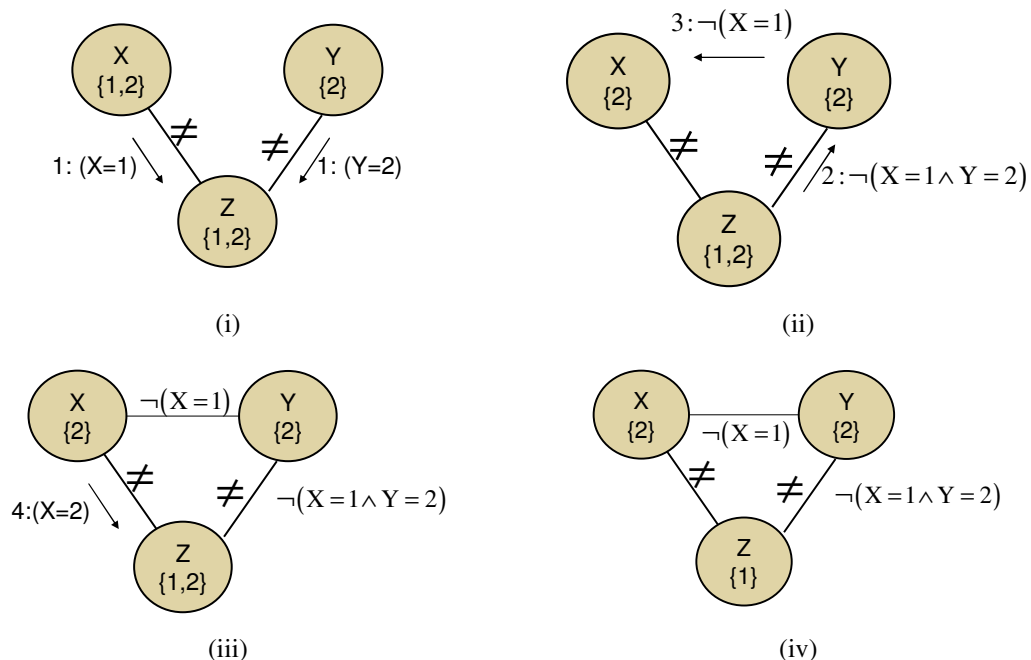 X
{1,2}
Y
{2}
≠
≠
1: (X=1)
1: (Y=2)
Z
{1,2}
(i)
3:¬(X=1)
X
{2}
Y
{2}
≠
≠
2:¬(X=1∧Y=2)
Z
{1,2}
(ii)
X
{2}
¬(X=1)
Y
{2}
≠
≠
¬(X=1∧Y=2)
4:(X=2)
Z
{1,2}
(iii)
X
{2}
Y
{2}
¬(X=1)
≠
≠
¬(X=1∧Y=2)
Z
{1}
(iv)